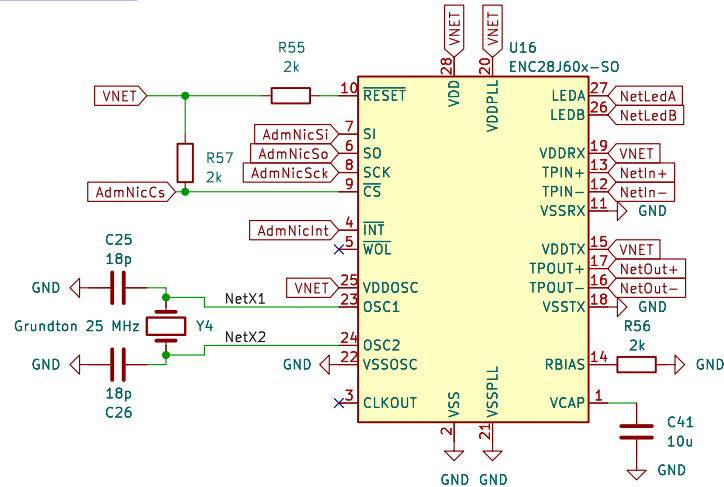 VNET
VNET
U16
ENC28J60x-SO
28
VDD
20
VDDPLL
R55
2k
VNET
10
RESET
LEDA
27
NetLedA
LEDB
26
NetLedB
AdmNicSi
7
SI
R57
2k
AdmNicSo
6
SO
VDDRX
19
VNET
AdmNicSck
8
SCK
TPIN+
13
NetIn+
AdmNicCs
9
CS
TPIN-
12
NetIn-
VSSRX
11
GND
AdmNicInt
4
INT
5
WOL
VDDTX
15
VNET
C25
18p
TPOUT+
17
NetOut+
GND
VNET
25
VDDOSC
TPOUT-
16
NetOut-
NetX1
23
OSC1
VSSTX
18
GND
Grundton 25 MHz
Y4
R56
2k
NetX2
24
OSC2
GND
GND
22
VSSOSC
RBIAS
14
GND
18p
C26
3
CLKOUT
VCAP
1
VSS
2
VSSPLL
21
C41
10u
GND
GND
GND